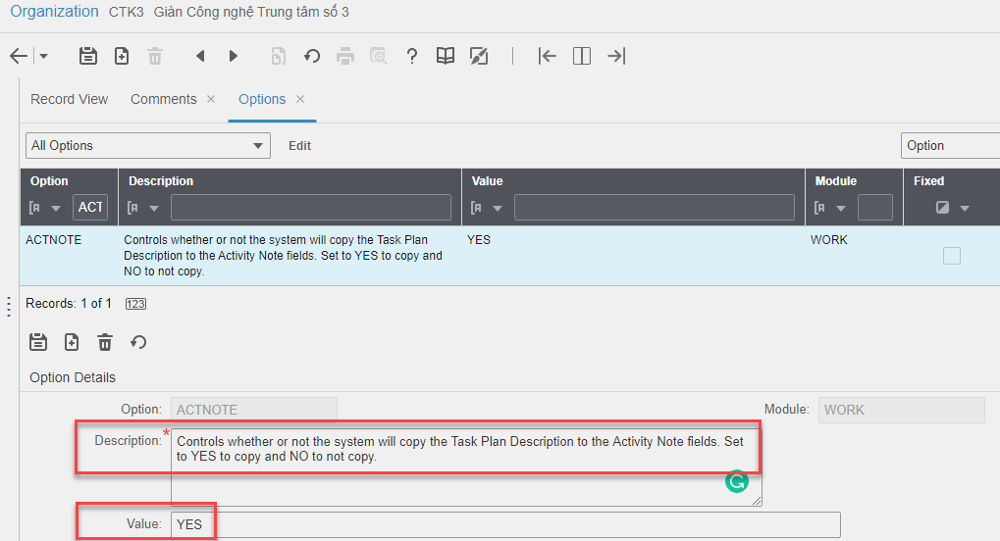 Organization CTK3 Giàn Công nghệ Trung tâm số 3
Record View Comments Options
All Options Edit Option
Option Description Value Module Fixed
ACT
ACTNOTE Controls whether or not the system will copy the Task Plan YES WORK
Description to the Activity Note fields. Set to YES to copy and
NO to not copy.
Records: 1 of 1 123
Option Details
Option: ACTNOTE Module: WORK
Description: * Controls whether or not the system will copy the Task Plan Description to the Activity Note fields. Set
to YES to copy and NO to not copy.
Value: YES